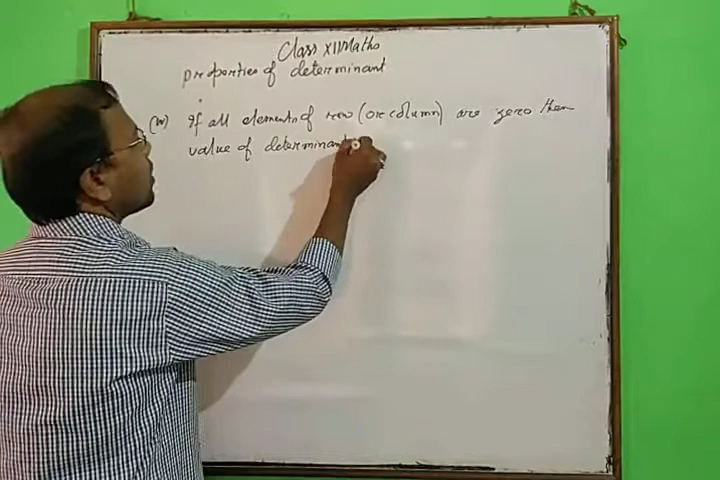 Class XII Maths
properties of determinant
(iv) If all elements of row (or column) are zero then
value of determinant